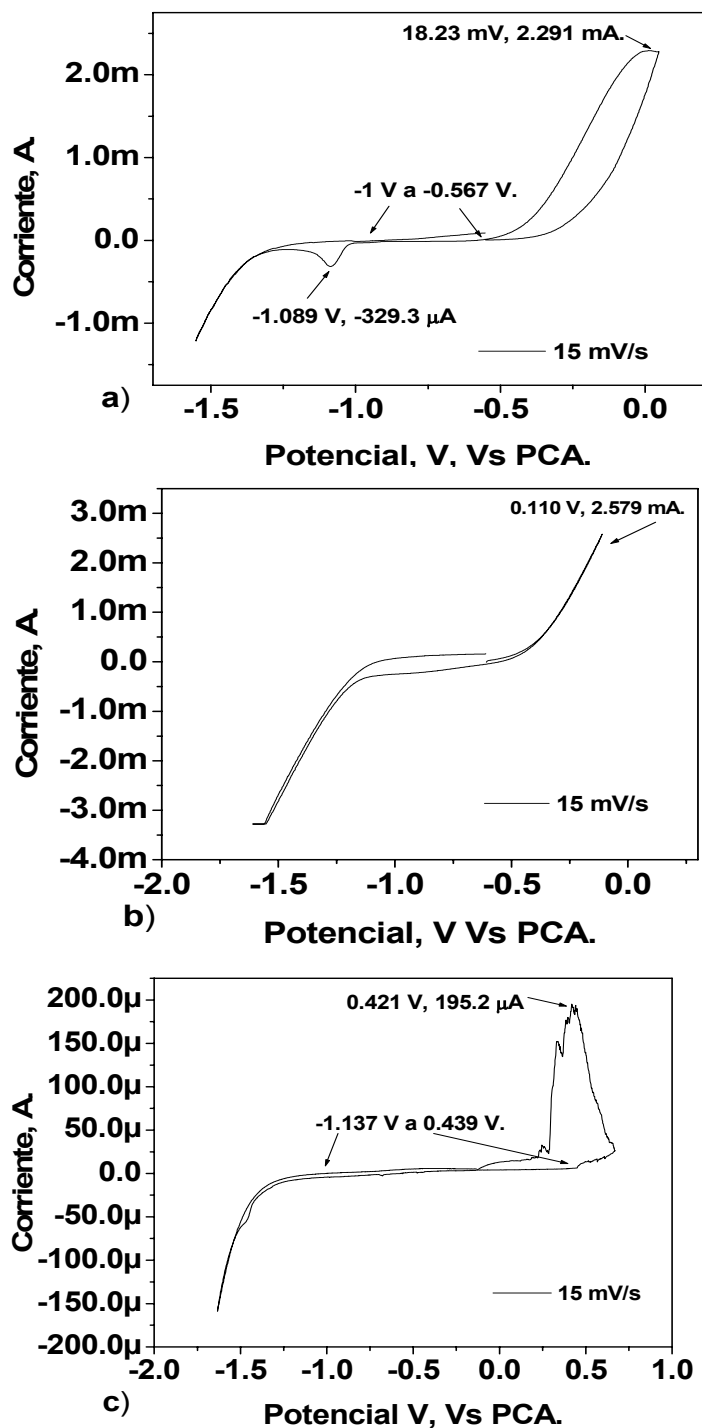 18.23 mV, 2.291 mA.
2.0m
1.0m
-1 V a -0.567 V.
0.0
-1.089 V, -329.3 μA
-1.0m
15 mV/s
Corriente, A.
a)
-1.5 -1.0 -0.5 0.0
Potencial, V, Vs PCA.
3.0m
0.110 V, 2.579 mA.
2.0m
1.0m
0.0
-1.0m
-2.0m
-3.0m
15 mV/s
-4.0m
Corriente, A.
-2.0 -1.5 -1.0 -0.5 0.0
b)
Potencial, V Vs PCA.
200.0μ
0.421 V, 195.2 μA
150.0μ
100.0μ
50.0μ
-1.137 V a 0.439 V.
0.0
-50.0μ
-100.0μ
-150.0μ
15 mV/s
-200.0μ
Corriente, A.
-2.0 -1.5 -1.0 -0.5 0.0 0.5 1.0
c)
Potencial V, Vs PCA.